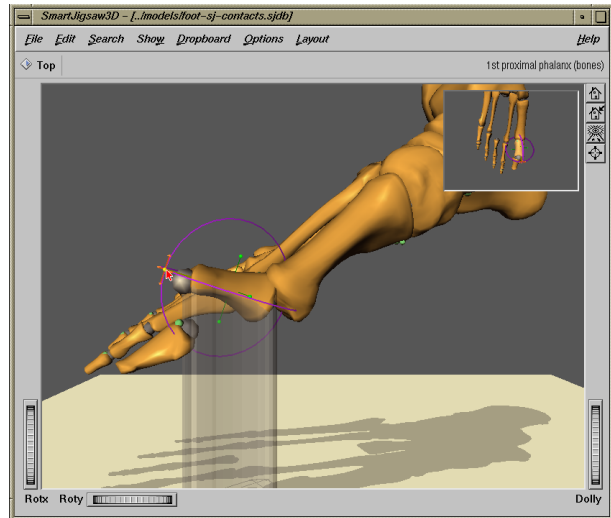 SmartJigsaw3D – [../models/foot-sj-contacts.sjdb]
File Edit Search Show Dropboard Options Layout Help
Top 1st proximal phalanx (bones)
Rotx Roty Dolly